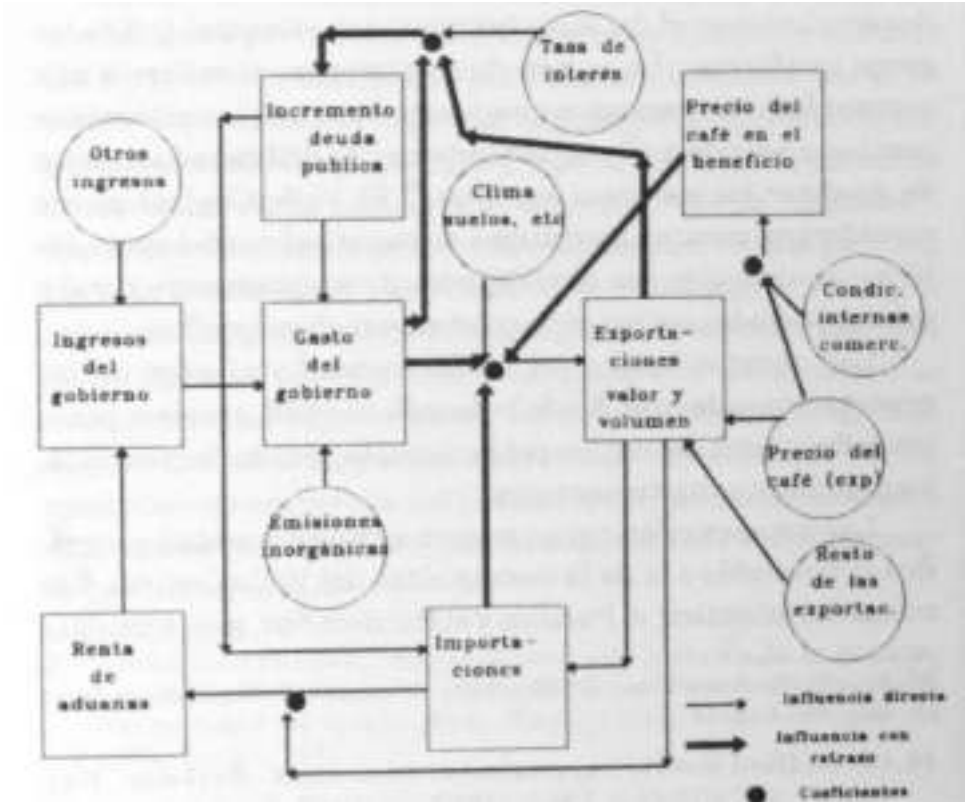 Tasa de
interés
Incremento
deuda
publica
Precio del
café en el
beneficio
Otros
ingresos
Clima
suelos, etc
Condic.
internas
comerc.
Ingresos
del
gobierno
Gasto
del
gobierno
Exporta-
ciones
valor y
volumen
Precio del
café (exp)
Emisiones
inorgánicas
Resto
de las
exportac.
Renta
de
aduanas
Importa-
ciones
Influencia directa
Influencia con
retraso
Coeficientes